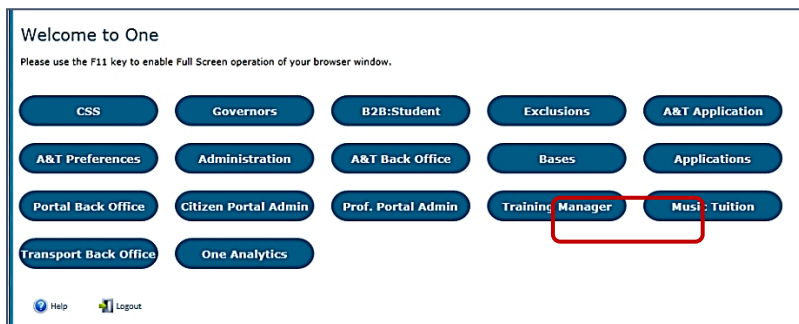 Welcome to One
Please use the F11 key to enable Full Screen operation of your browser window.
CSS Governors B2B:Student Exclusions A&T Application
A&T Preferences Administration A&T Back Office Bases Applications
Portal Back Office Citizen Portal Admin Prof. Portal Admin Training Manager Music Tuition
Transport Back Office One Analytics
Help Logout